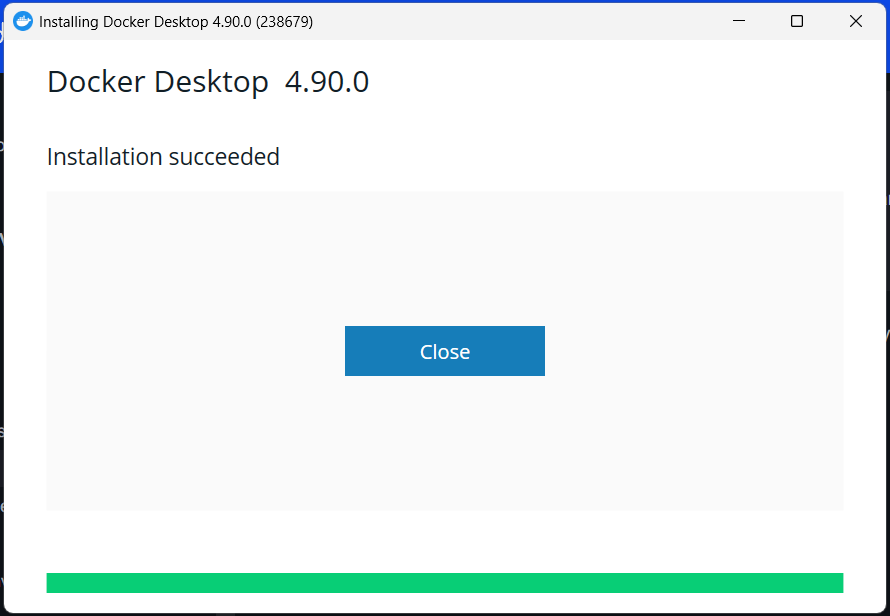 Installing Docker Desktop 4.90.0 (238679)
Docker Desktop 4.90.0
Installation succeeded
Close